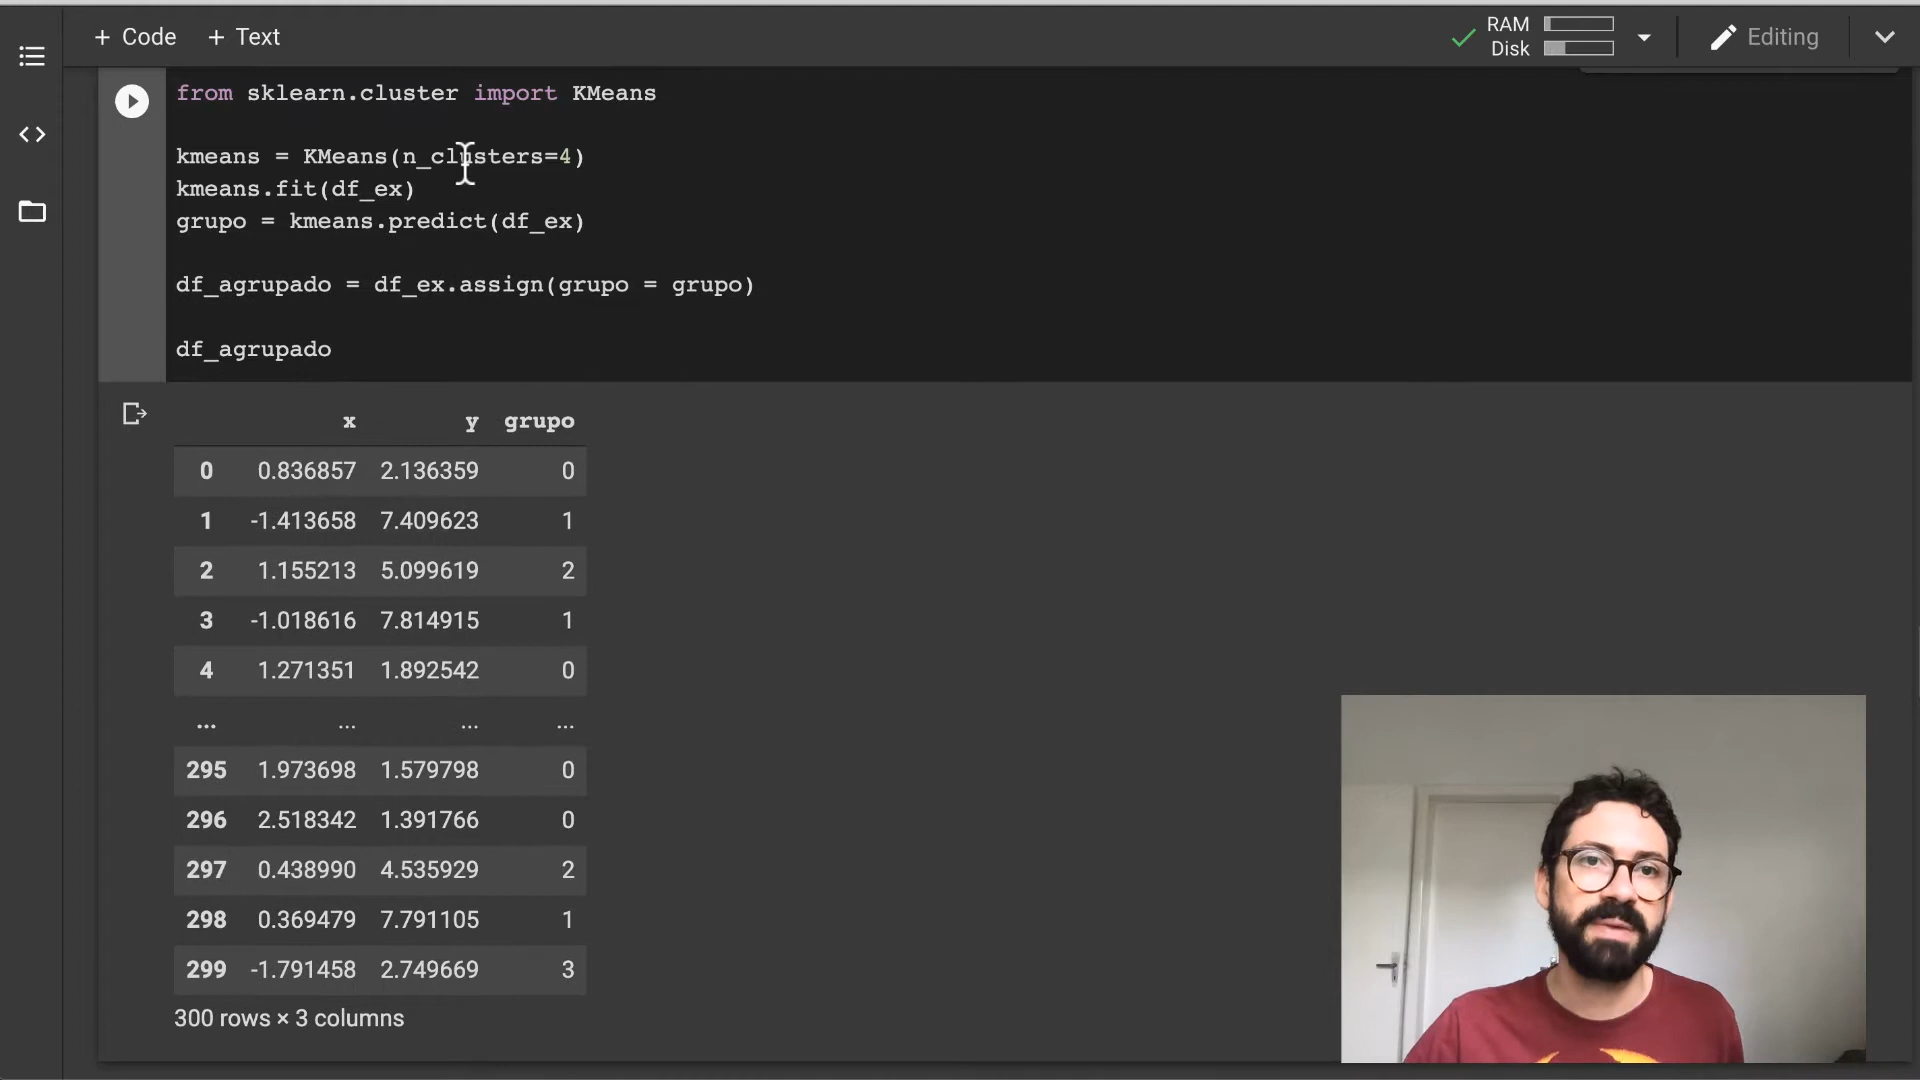 + Code + Text
RAM
Disk
Editing
from sklearn.cluster import KMeans
kmeans = KMeans(n_clusters=4)
kmeans.fit(df_ex)
grupo = kmeans.predict(df_ex)
df_agrupado = df_ex.assign(grupo = grupo)
df_agrupado
x y grupo
0 0.836857 2.136359 0
1 -1.413658 7.409623 1
2 1.155213 5.099619 2
3 -1.018616 7.814915 1
4 1.271351 1.892542 0
... ... ... ...
295 1.973698 1.579798 0
296 2.518342 1.391766 0
297 0.438990 4.535929 2
298 0.369479 7.791105 1
299 -1.791458 2.749669 3
300 rows × 3 columns